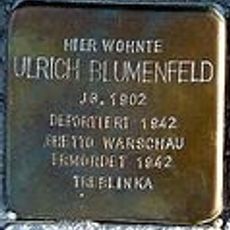 HIER WOHNTE
ULRICH BLUMENFELD
JG. 1902
DEPORTIERT 1942
GHETTO WARSCHAU
ERMORDET 1942
TREBLINKA